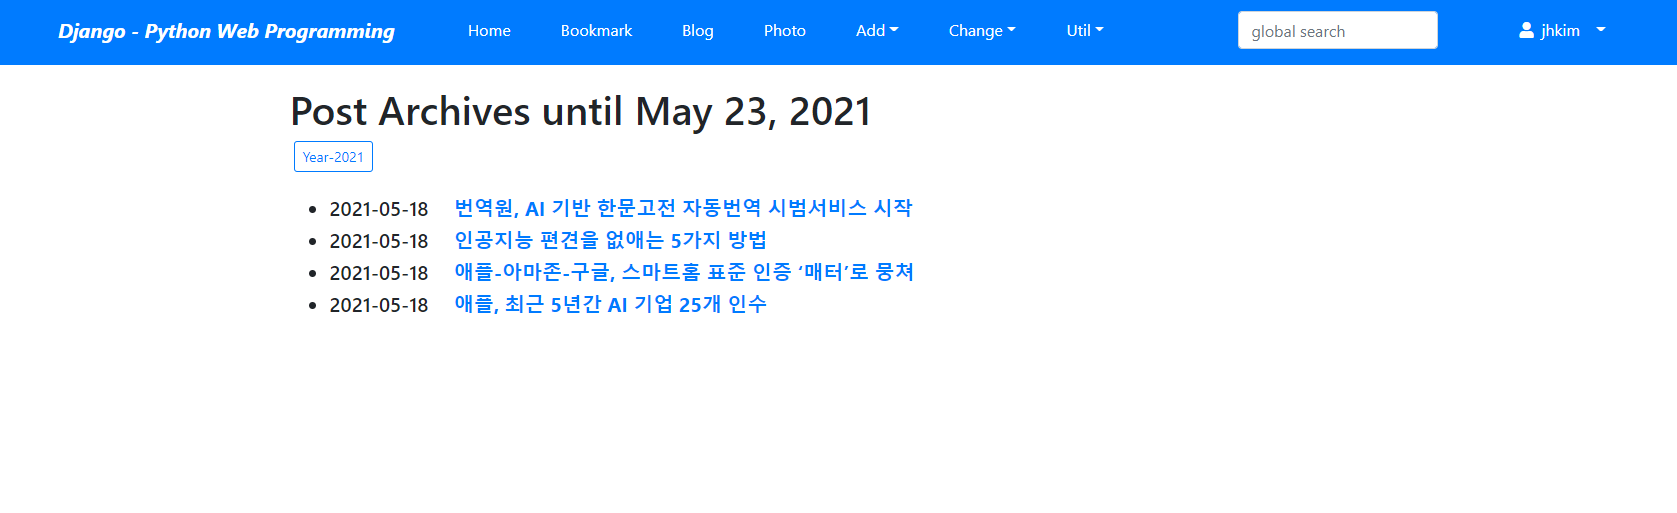 Django - Python Web Programming Home Bookmark Blog Photo Add Change Util global search jhkim
Post Archives until May 23, 2021
Year-2021
2021-05-18 번역원, AI 기반 한문고전 자동번역 시범서비스 시작
2021-05-18 인공지능 편견을 없애는 5가지 방법
2021-05-18 애플-아마존-구글, 스마트홈 표준 인증 ‘매터’로 뭉쳐
2021-05-18 애플, 최근 5년간 AI 기업 25개 인수